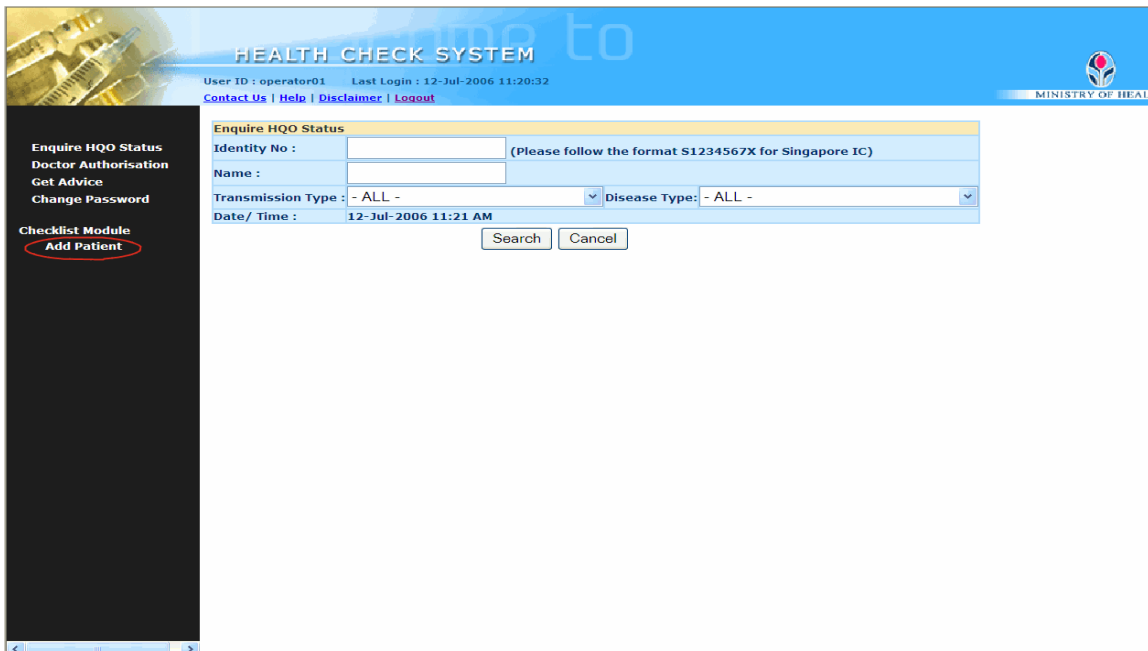 to
HEALTH CHECK SYSTEM
User ID : operator01 Last Login : 12-Jul-2006 11:20:32
Contact Us | Help | Disclaimer | Logout
MINISTRY OF HEAL
Enquire HQO Status
Doctor Authorisation
Get Advice
Change Password
Checklist Module
Add Patient
Enquire HQO Status
Identity No : (Please follow the format S1234567X for Singapore IC)
Name :
Transmission Type : - ALL - Disease Type: - ALL -
Date/ Time : 12-Jul-2006 11:21 AM
Search Cancel